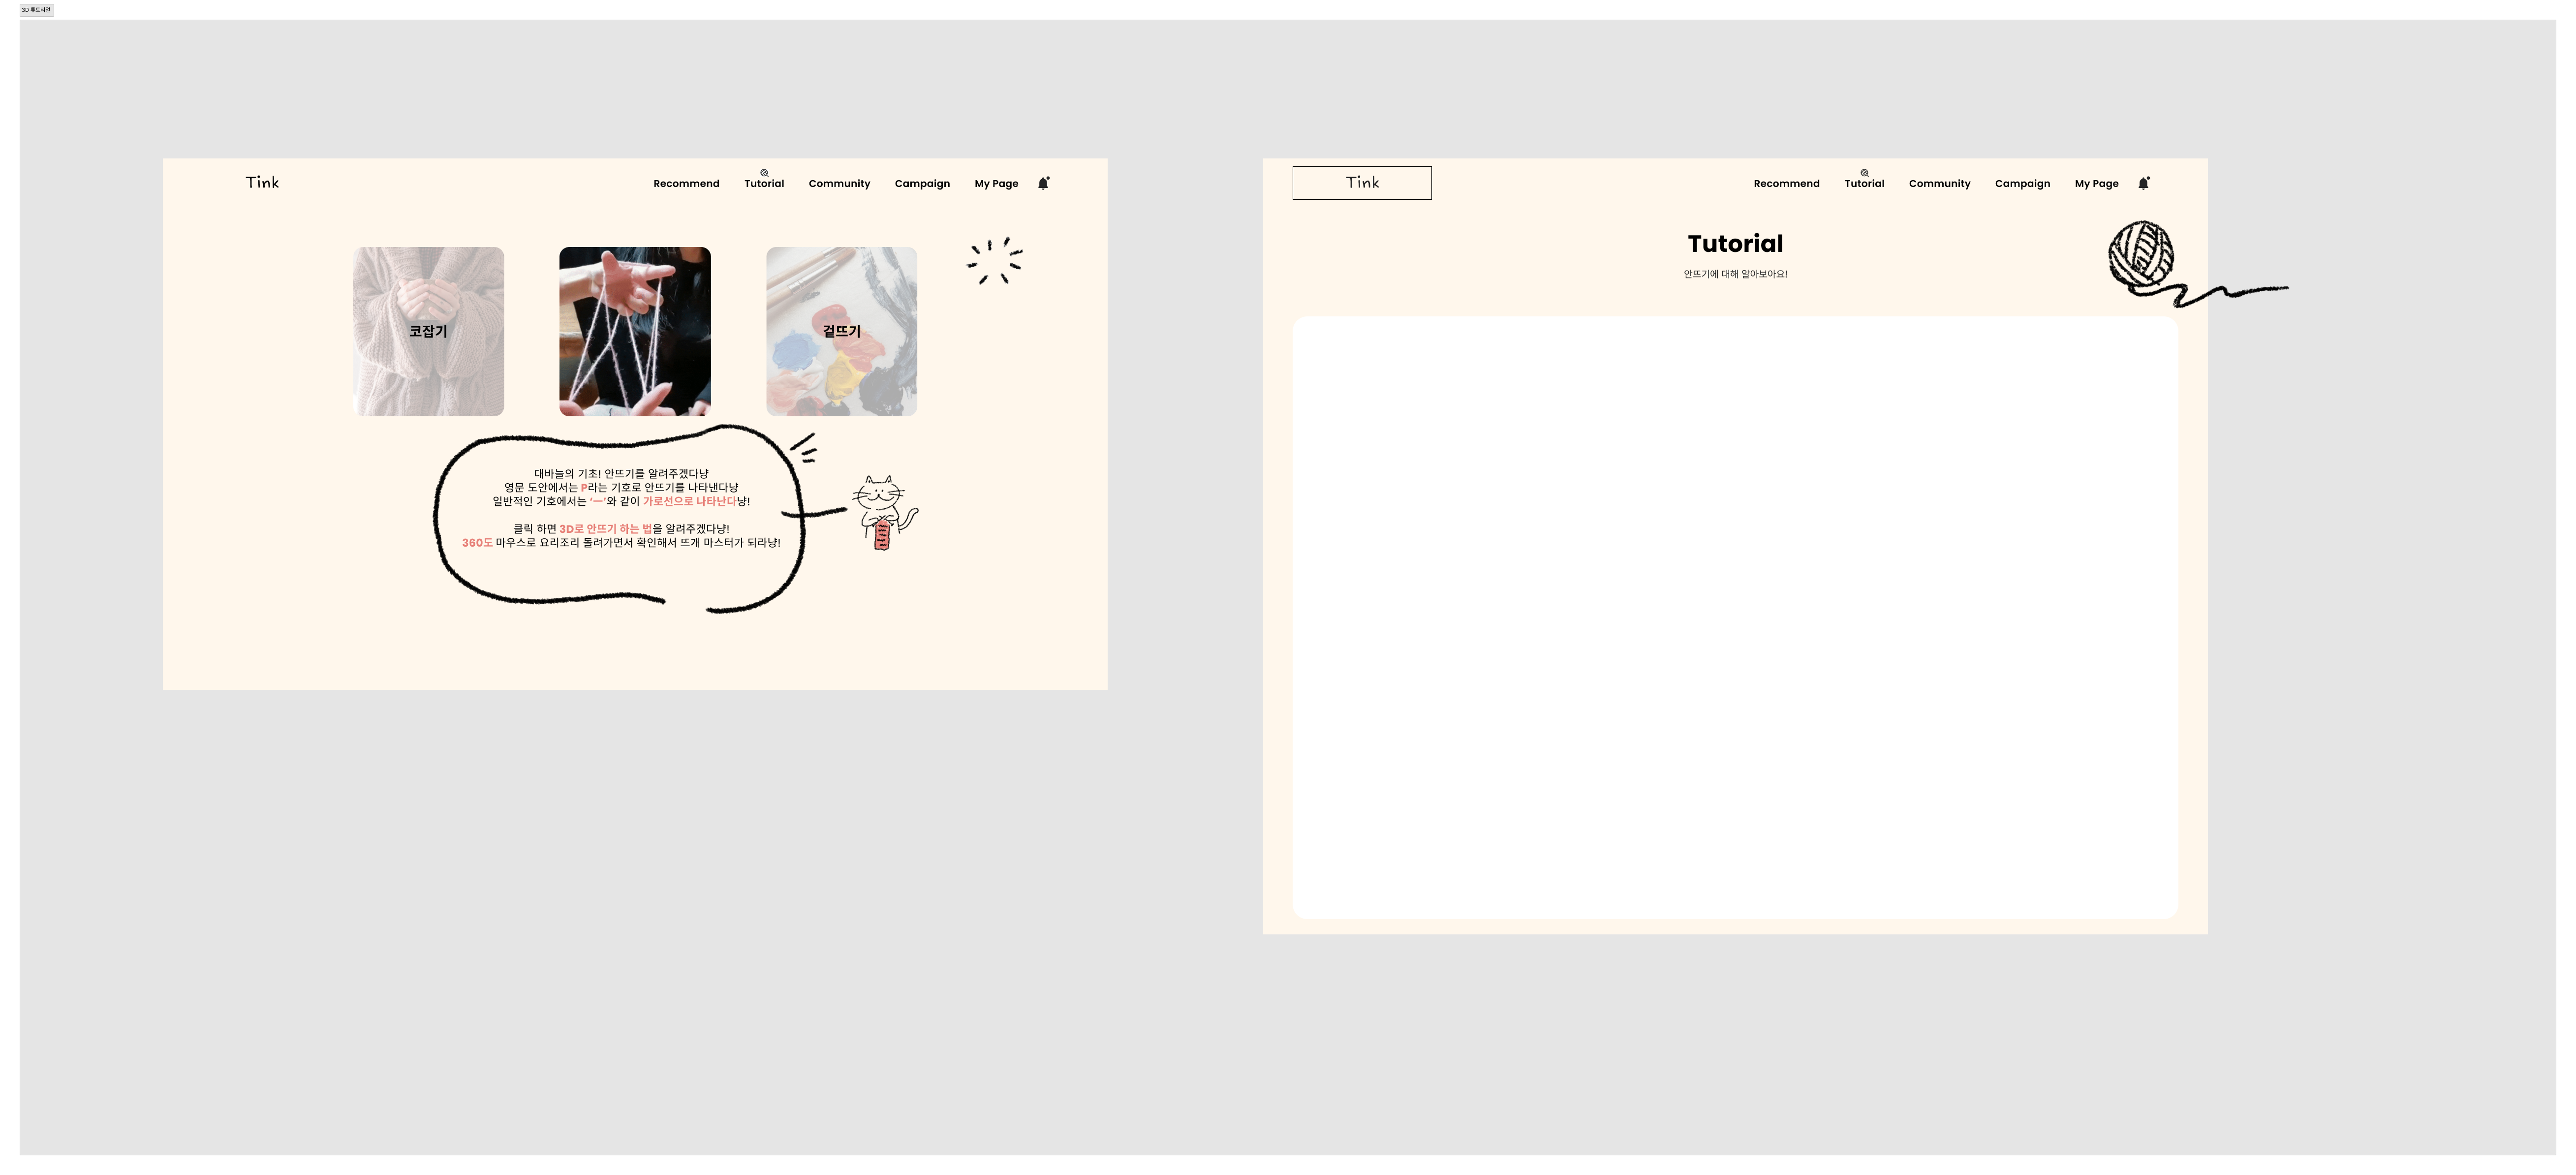 3D 튜토리얼
Tink
Recommend Tutorial Community Campaign My Page
코잡기
겉뜨기
대바늘의 기초! 안뜨기를 알려주겠다냥
영문 도안에서는 P라는 기호로 안뜨기를 나타낸다냥
일반적인 기호에서는 ‘ㅡ’와 같이 가로선으로 나타난다냥!
클릭 하면 3D로 안뜨기 하는 법을 알려주겠다냥!
360도 마우스로 요리조리 돌려가면서 확인해서 뜨개 마스터가 되라냥!
Tink
Recommend Tutorial Community Campaign My Page
Tutorial
안뜨기에 대해 알아보아요!